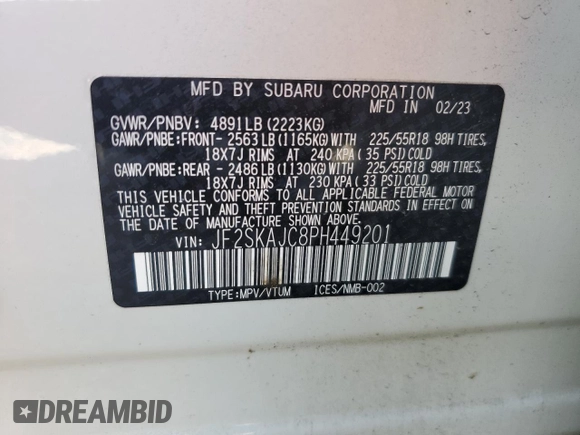 MFD BY SUBARU CORPORATION
MFD IN 02/23
GVWR/PNBV: 4891LB(2223KG)
GAWR/PNBE:FRONT- 2563LB(1165KG)WITH 225/55R18 98H TIRES,
18X7J RIMS AT 240 KPA(35 PSI)COLD
GAWR/PNBE:REAR - 2486LB(1130KG)WITH 225/55R18 98H TIRES,
18X7J RIMS AT 230 KPA(33 PSI)COLD
THIS VEHICLE CONFORMS TO ALL APPLICABLE FEDERAL MOTOR
VEHICLE SAFETY AND THEFT PREVENTION STANDARDS IN EFFECT ON
THE DATE OF MANUFACTURE SHOWN ABOVE.
VIN: JF2SKAJC8PH449201
TYPE:MPV/VTUM ICES/NMB-002
DREAMBID